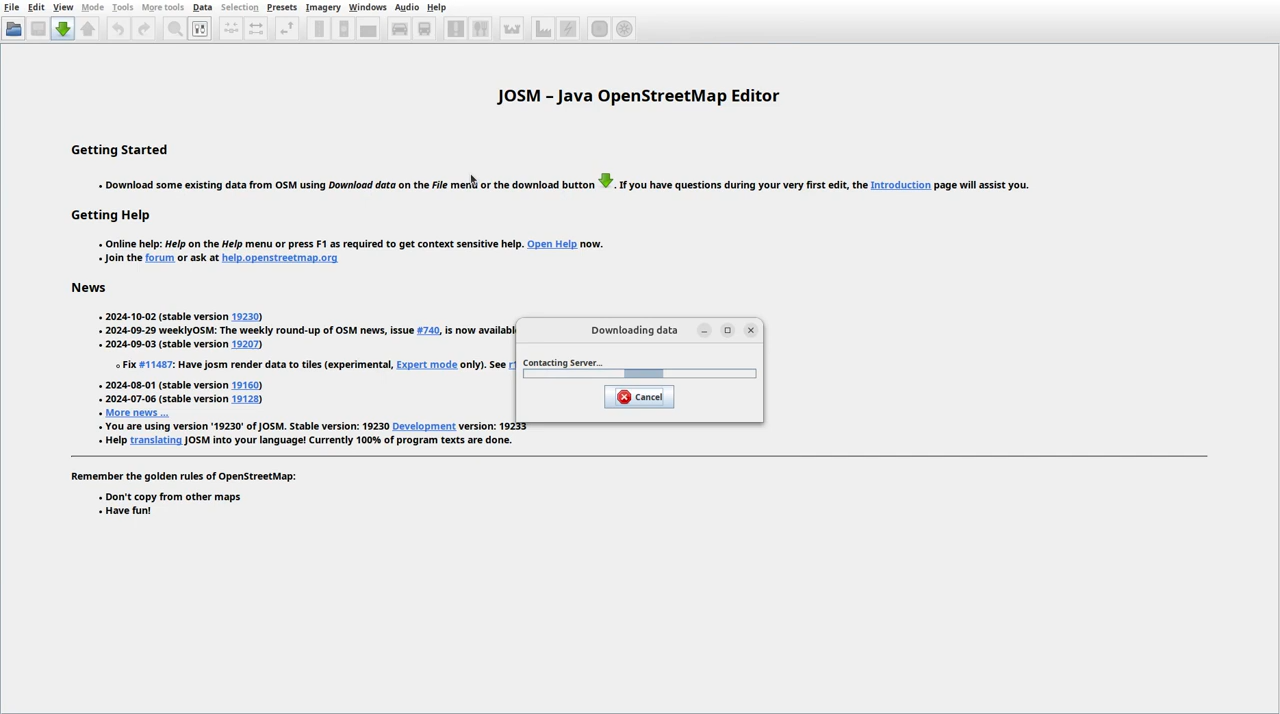 File Edit View Mode Tools More tools Data Selection Presets Imagery Windows Audio Help
JOSM – Java OpenStreetMap Editor
Getting Started
• Download some existing data from OSM using Download data on the File menu or the download button . If you have questions during your very first edit, the Introduction page will assist you.
Getting Help
• Online help: Help on the Help menu or press F1 as required to get context sensitive help. Open Help now.
• Join the forum or ask at help.openstreetmap.org
News
• 2024-10-02 (stable version 19230)
• 2024-09-29 weeklyOSM: The weekly round-up of OSM news, issue #740, is now available
• 2024-09-03 (stable version 19207)
○ Fix #11487: Have josm render data to tiles (experimental, Expert mode only). See
• 2024-08-01 (stable version 19160)
• 2024-07-06 (stable version 19128)
• More news ...
• You are using version '19230' of JOSM. Stable version: 19230 Development version: 19233
• Help translating JOSM into your language! Currently 100% of program texts are done.
Remember the golden rules of OpenStreetMap:
• Don't copy from other maps
• Have fun!
Downloading data
Contacting Server...
Cancel